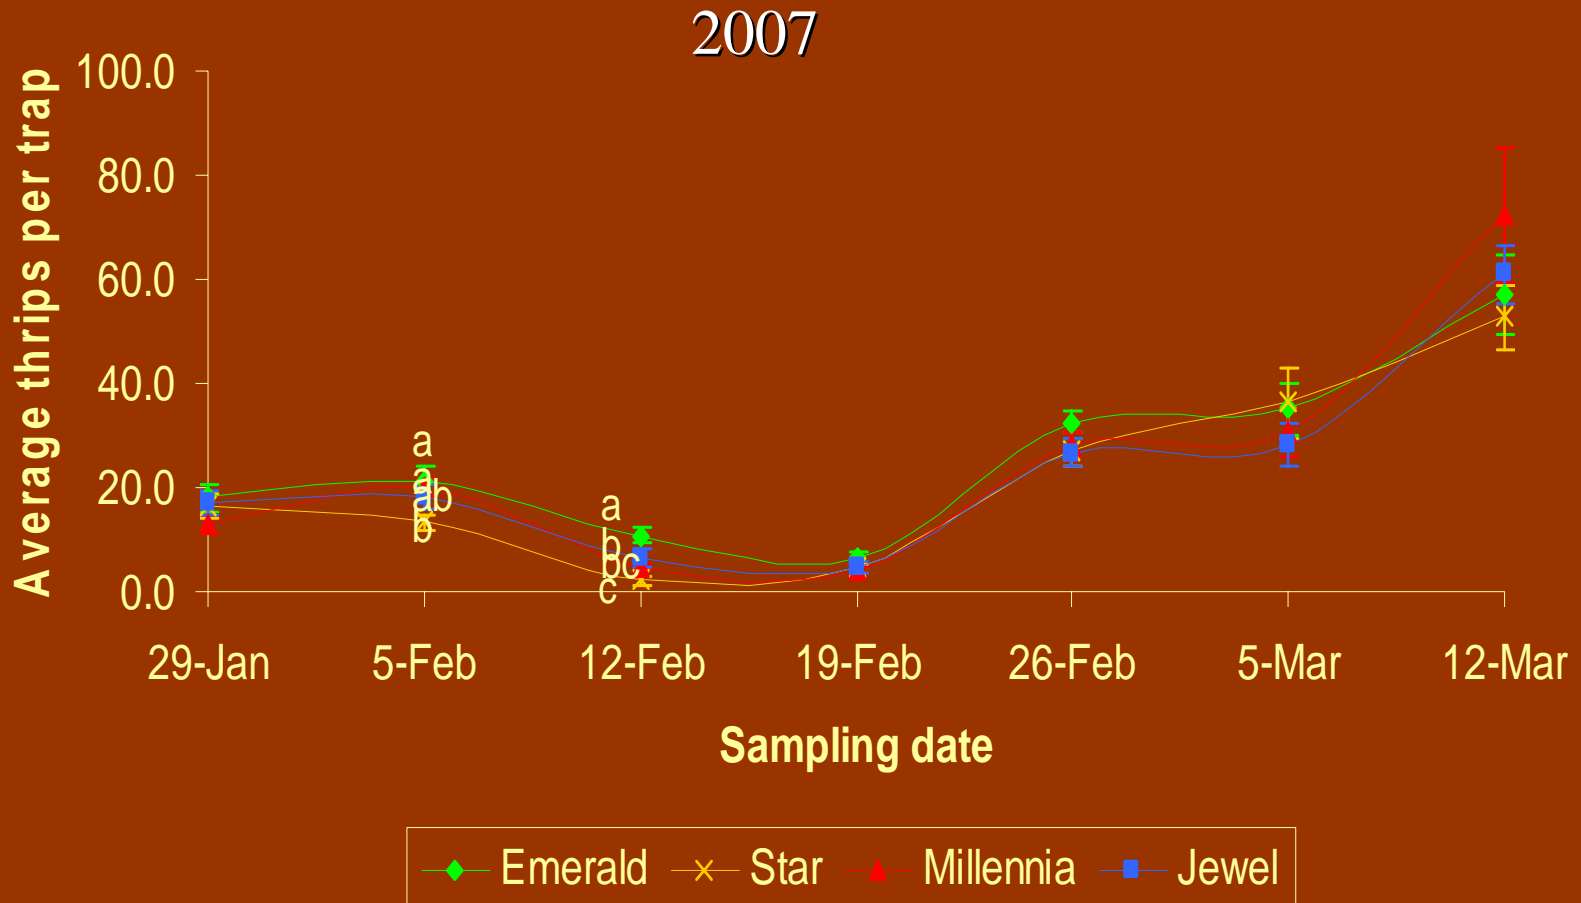 2007
Average thrips per trap
100.0
80.0
60.0
40.0
20.0
0.0
a
a
ab
a
b
a
b
bc
c
29-Jan 5-Feb 12-Feb 19-Feb 26-Feb 5-Mar 12-Mar
Sampling date
Emerald Star Millennia Jewel